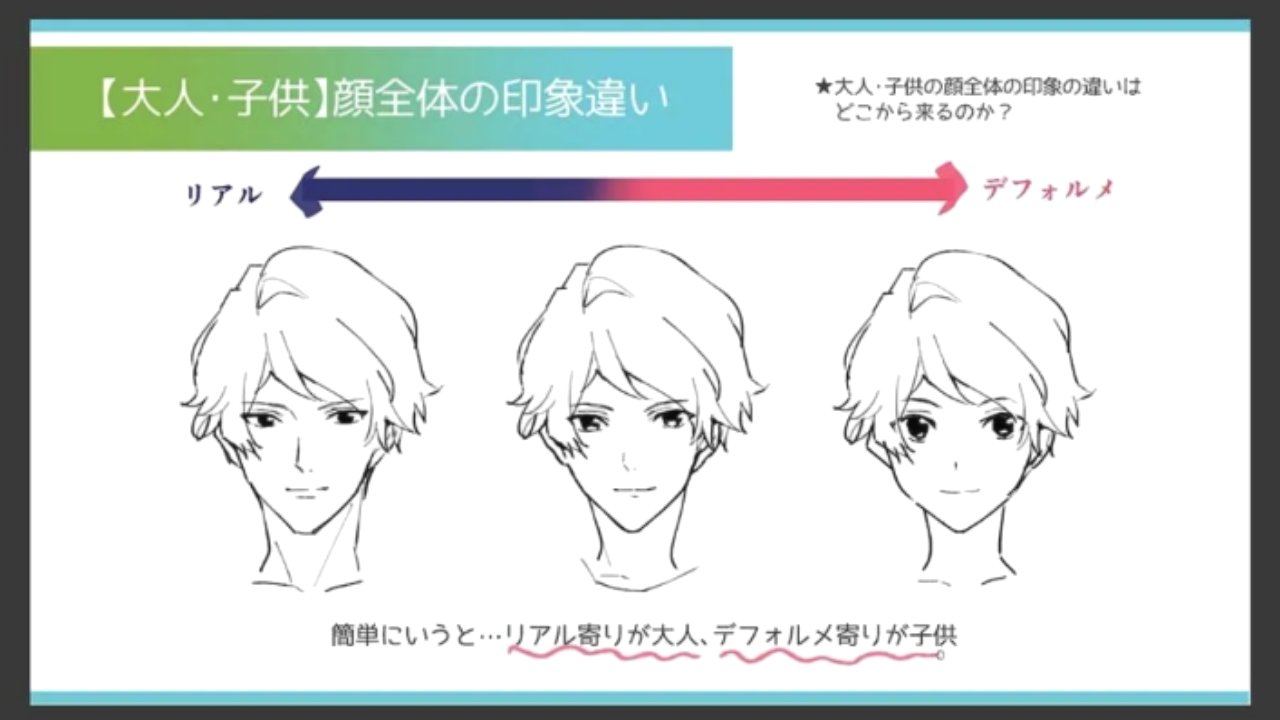 【大人・子供】顔全体の印象違い
★大人・子供の顔全体の印象の違いは
どこから来るのか？
リアル
デフォルメ
簡単にいうと…リアル寄りが大人、デフォルメ寄りが子供